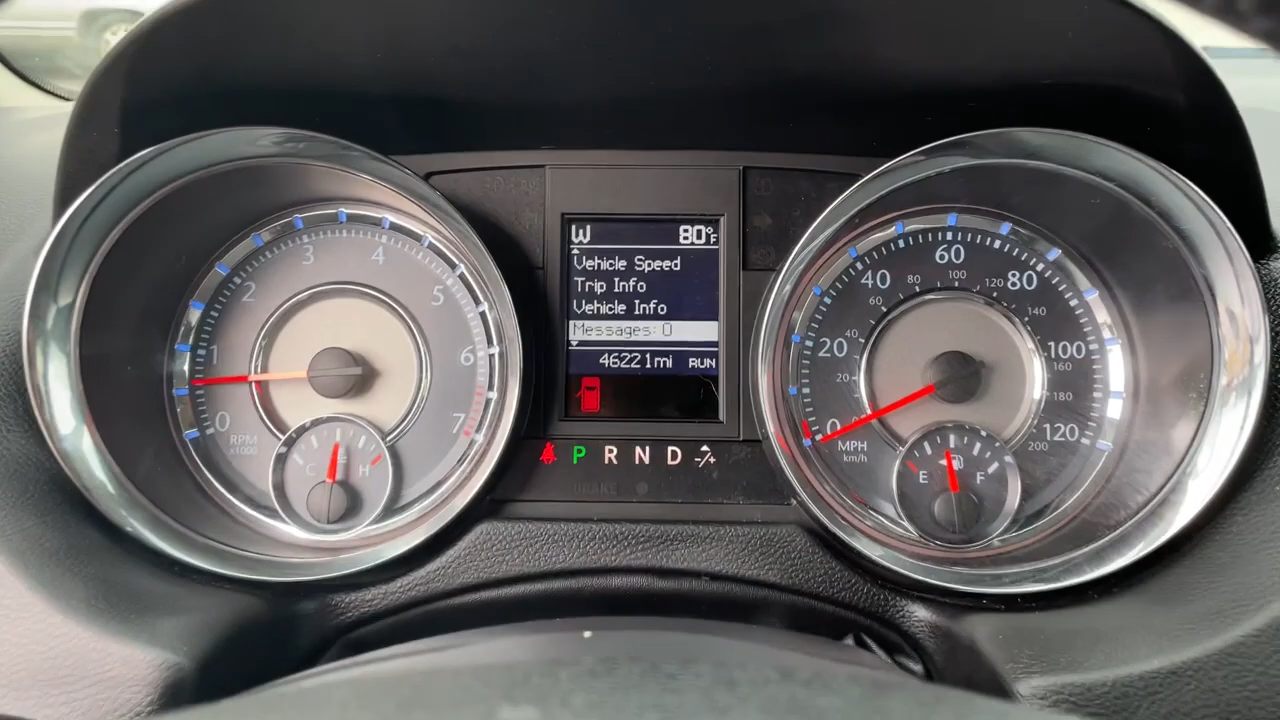 W 80°F
Vehicle Speed
Trip Info
Vehicle Info
Messages: 0
46221mi RUN
P R N D -/+
0 1 2 3 4 5 6 7
RPM
x1000
C H
0 20 40 60 80 100 120
0 20 40 60 80 100 120 140 160 180 200
MPH
km/h
E F
BRAKE